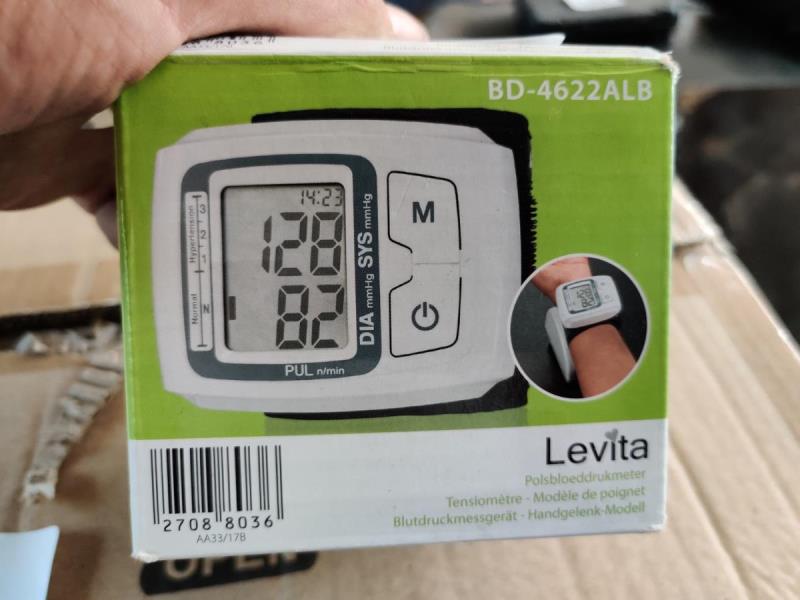 BD-4622ALB
14:23
128
82
Hypertension
3
2
1
Normal
N
SYS mmHg
DIA mmHg
PUL n/min
M
Levita
Polsbloeddrukmeter
Tensiomètre - Modèle de poignet
Blutdruckmessgerät - Handgelenk-Modell
2708 8036
AA33/17B
OPEN